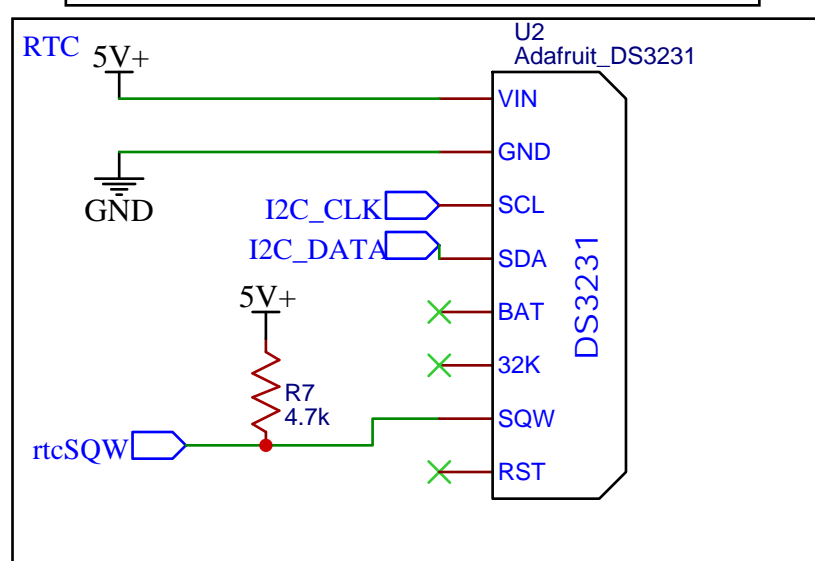 RTC
5V+
U2
Adafruit_DS3231
VIN
GND
GND
I2C_CLK
SCL
I2C_DATA
SDA
DS3231
5V+
BAT
32K
R7
4.7k
SQW
rtcSQW
RST